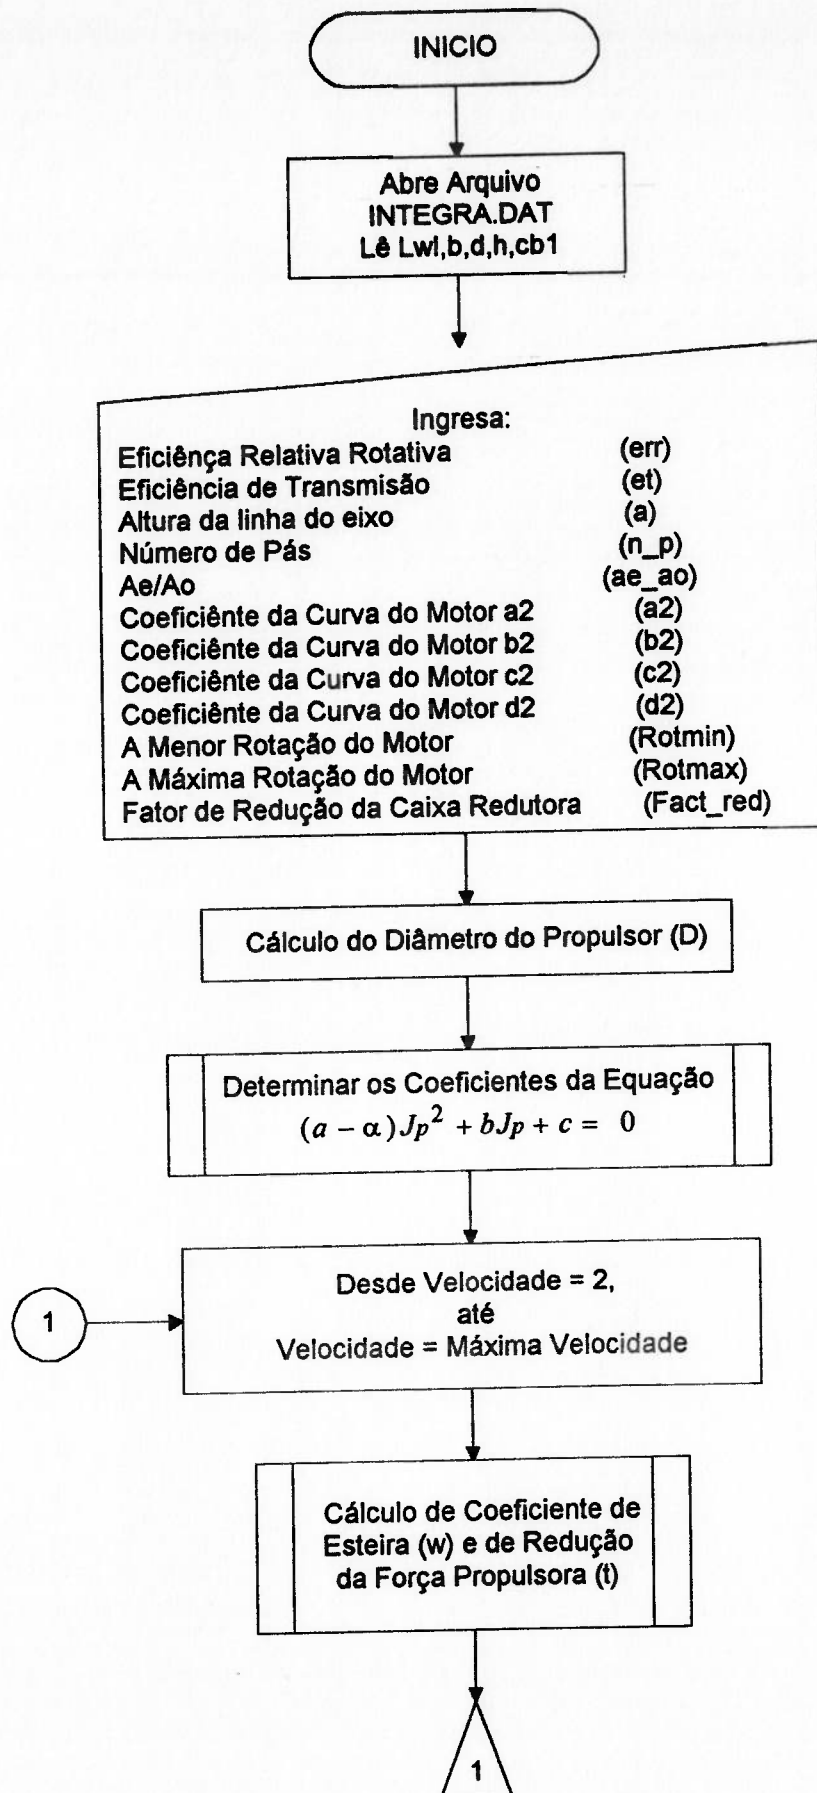 INICIO
Abre Arquivo
INTEGRA.DAT
Lê Lwl,b,d,h,cb1
Ingresa:
Eficiênça Relativa Rotativa (err)
Eficiência de Transmisão (et)
Altura da linha do eixo (a)
Número de Pás (n_p)
Ae/Ao (ae_ao)
Coeficiênte da Curva do Motor a2 (a2)
Coeficiênte da Curva do Motor b2 (b2)
Coeficiênte da Curva do Motor c2 (c2)
Coeficiênte da Curva do Motor d2 (d2)
A Menor Rotação do Motor (Rotmin)
A Máxima Rotação do Motor (Rotmax)
Fator de Redução da Caixa Redutora (Fact_red)
Cálculo do Diâmetro do Propulsor (D)
Determinar os Coeficientes da Equação
(a − α)Jp² + bJp + c = 0
Desde Velocidade = 2,
até
Velocidade = Máxima Velocidade
1
Cálculo de Coeficiente de
Esteira (w) e de Redução
da Força Propulsora (t)
1